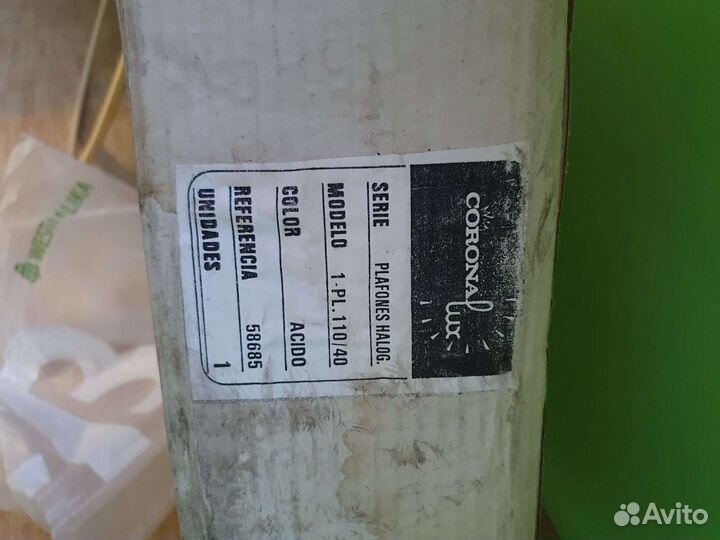 CORONA
lux
SERIE PLAFONES HALOG.
MODELO 1-PL.110/40
COLOR ACIDO
REFERENCIA 58685
UNIDADES 1
Avito